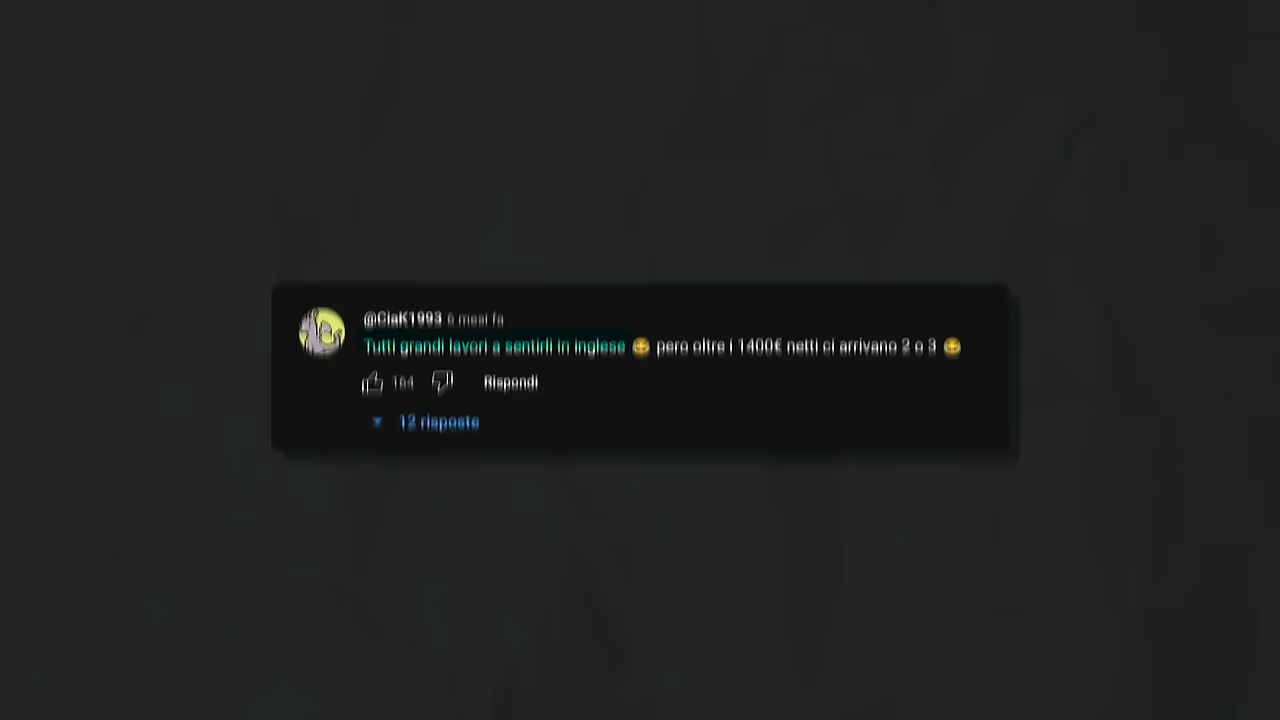 @CiaK1993 6 mesi fa
Tutti grandi lavori a sentirli in inglese 😂 pero oltre i 1400€ netti ci arrivano 2 o 3 😂
164 Rispondi
12 risposte